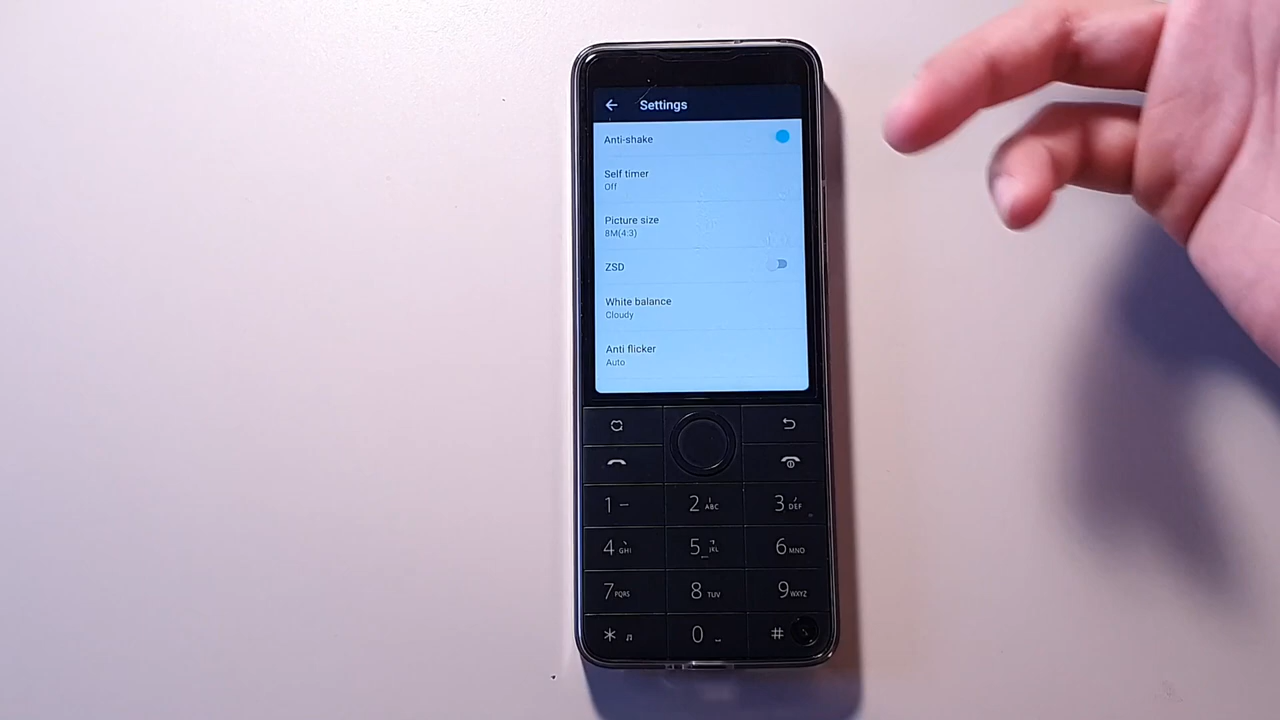 Settings
Anti-shake
Self timer
Off
Picture size
8M(4:3)
ZSD
White balance
Cloudy
Anti flicker
Auto
1
2 ABC
3 DEF
4 GHI
5 JKL
6 MNO
7 PQRS
8 TUV
9 WXYZ
*
0
#